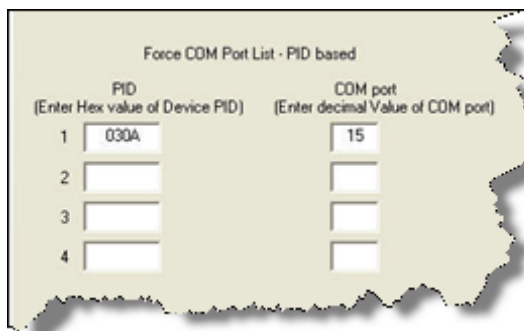 Force COM Port List - PID based
PID COM port
(Enter Hex value of Device PID) (Enter decimal Value of COM port)
1 030A 15
2
3
4